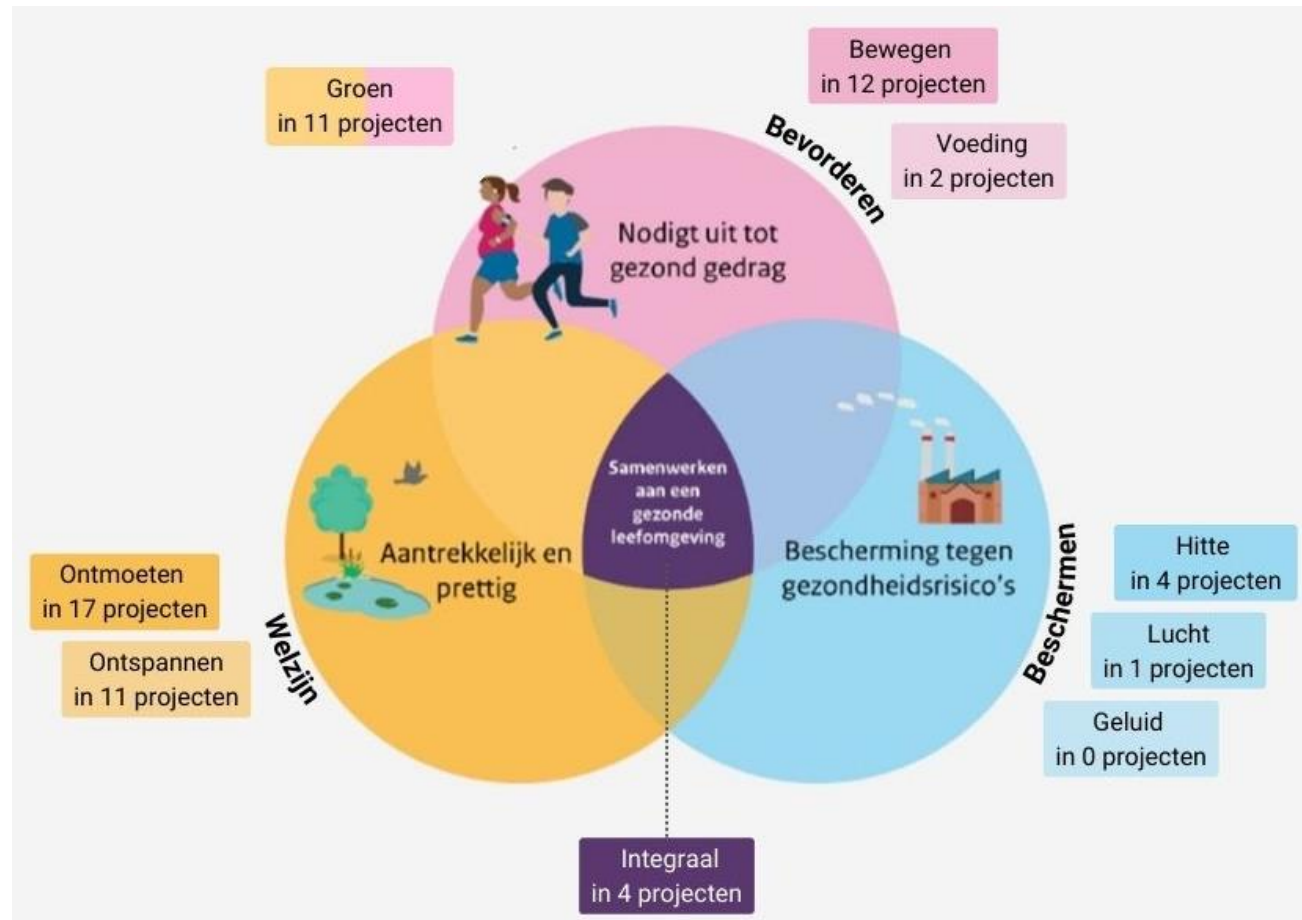 Groen
in 11 projecten
Bewegen
in 12 projecten
Voeding
in 2 projecten
Bevorderen
Nodigt uit tot
gezond gedrag
Samenwerken
aan een
gezonde
leefomgeving
Aantrekkelijk en
prettig
Bescherming tegen
gezondheidsrisico's
Welzijn
Ontmoeten
in 17 projecten
Ontspannen
in 11 projecten
Beschermen
Hitte
in 4 projecten
Lucht
in 1 projecten
Geluid
in 0 projecten
Integraal
in 4 projecten